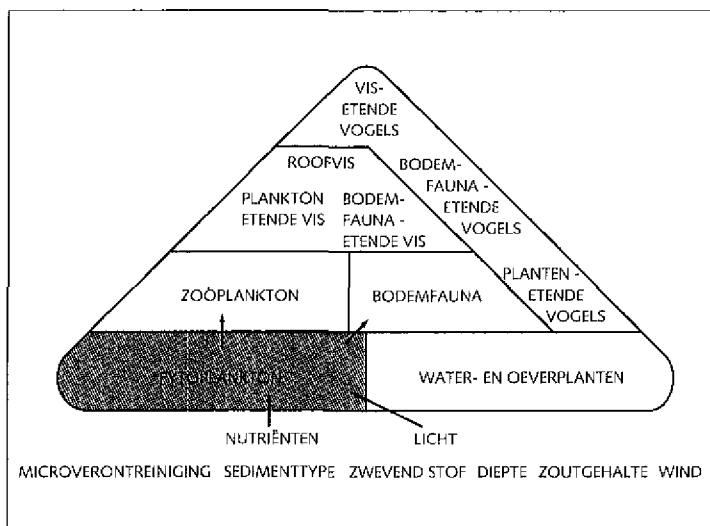 VIS-
ETENDE
VOGELS
ROOFVIS
BODEM-
FAUNA -
ETENDE
VOGELS
PLANKTON
ETENDE VIS
BODEM-
FAUNA -
ETENDE VIS
PLANTEN -
ETENDE
VOGELS
ZOÖPLANKTON
BODEMFAUNA
FYTOPLANKTON
WATER- EN OEVERPLANTEN
NUTRIËNTEN
LICHT
MICROVERONTREINIGING SEDIMENTTYPE ZWEVEND STOF DIEPTE ZOUTGEHALTE WIND